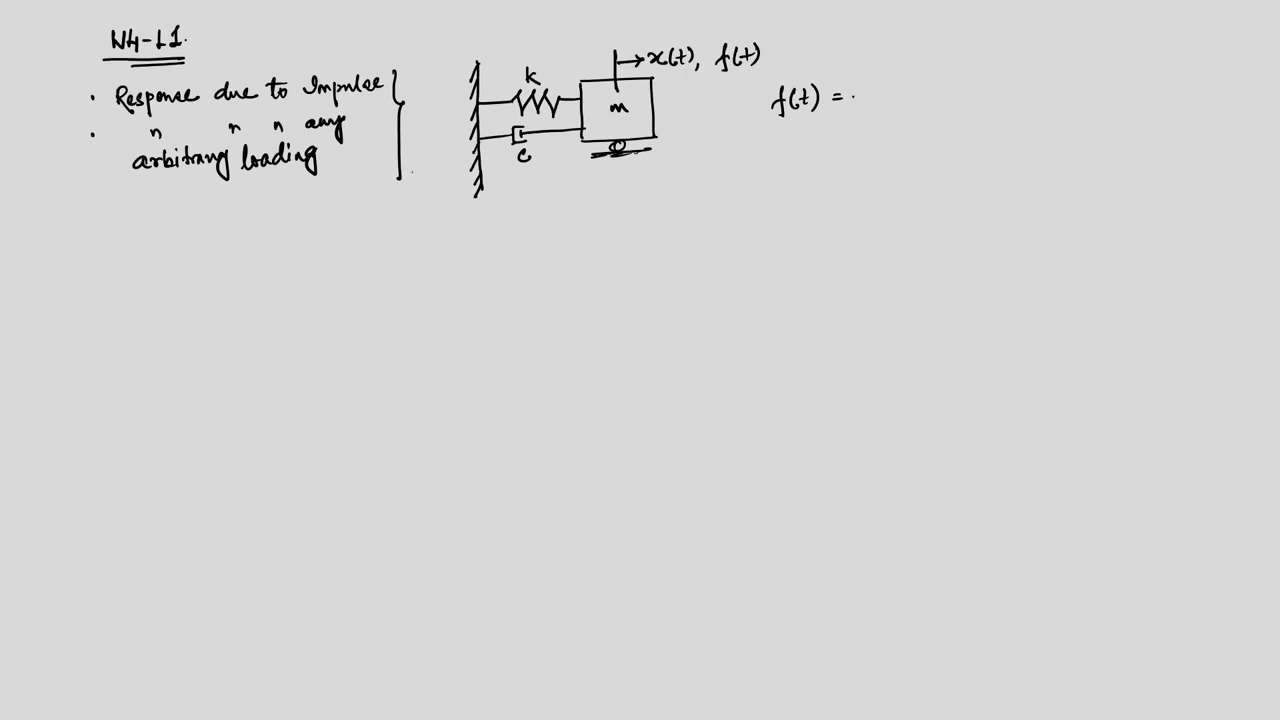 W4-L1.
• Response due to Impulse
• " " " any
arbitrary loading
k
c
m
x(t), f(t)
f(t) = ·